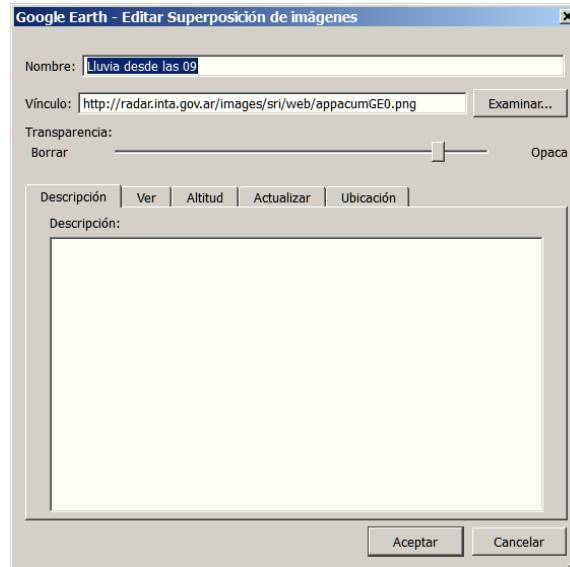 Google Earth - Editar Superposición de imágenes
Nombre: Lluvia desde las 09
Vínculo: http://radar.inta.gov.ar/images/sri/web/appacumGE0.png Examinar...
Transparencia:
Borrar Opaca
Descripción Ver Altitud Actualizar Ubicación
Descripción:
Aceptar Cancelar